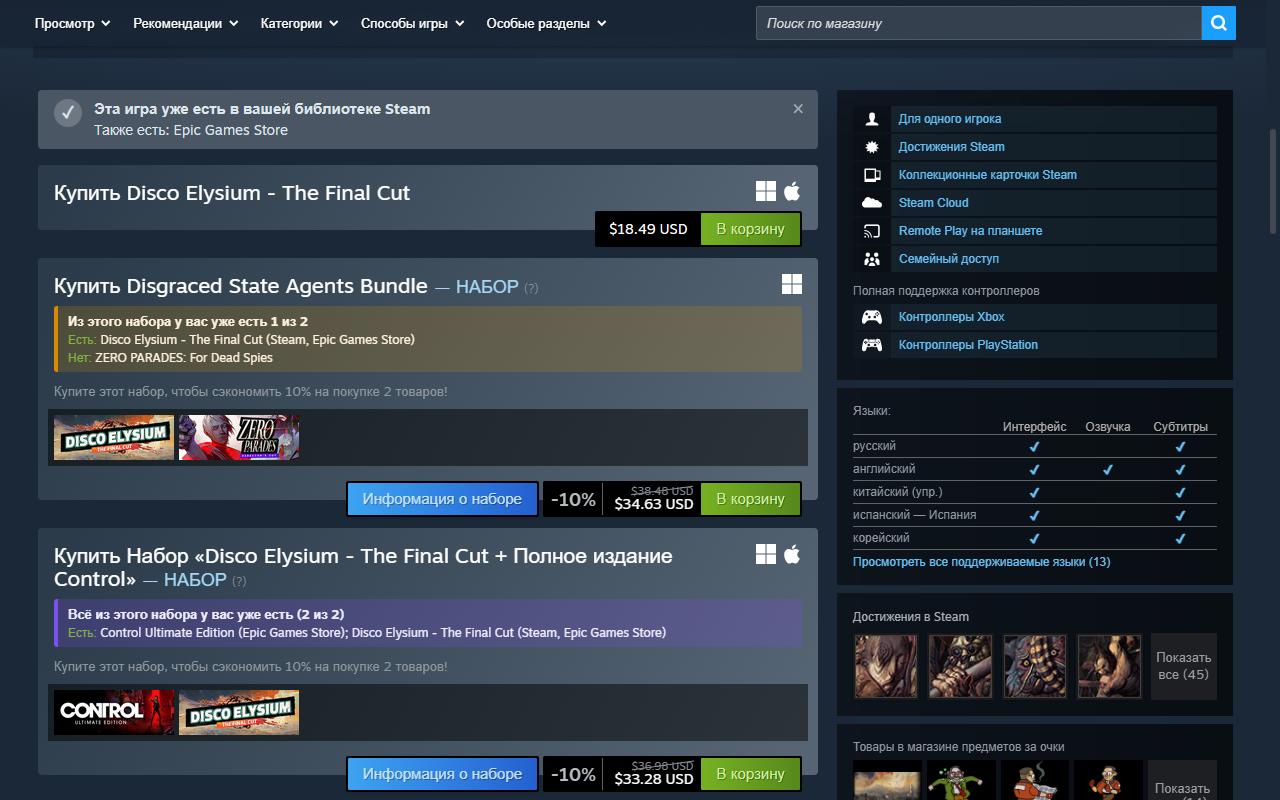 Просмотр Рекомендации Категории Способы игры Особые разделы Поиск по магазину
Эта игра уже есть в вашей библиотеке Steam
Также есть: Epic Games Store
Купить Disco Elysium - The Final Cut
$18.49 USD В корзину
Купить Disgraced State Agents Bundle — НАБОР (?)
Из этого набора у вас уже есть 1 из 2
Есть: Disco Elysium - The Final Cut (Steam, Epic Games Store)
Нет: ZERO PARADES: For Dead Spies
Купите этот набор, чтобы сэкономить 10% на покупке 2 товаров!
DISCO ELYSIUM
THE FINAL CUT
ZERO
PARADES
Информация о наборе -10% $38.48 USD $34.63 USD В корзину
Купить Набор «Disco Elysium - The Final Cut + Полное издание
Control» — НАБОР (?)
Всё из этого набора у вас уже есть (2 из 2)
Есть: Control Ultimate Edition (Epic Games Store); Disco Elysium - The Final Cut (Steam, Epic Games Store)
Купите этот набор, чтобы сэкономить 10% на покупке 2 товаров!
CONTROL
ULTIMATE EDITION
DISCO ELYSIUM
THE FINAL CUT
Информация о наборе -10% $36.98 USD $33.28 USD В корзину
Для одного игрока
Достижения Steam
Коллекционные карточки Steam
Steam Cloud
Remote Play на планшете
Семейный доступ
Полная поддержка контроллеров
Контроллеры Xbox
Контроллеры PlayStation
Языки:
Интерфейс Озвучка Субтитры
русский
английский
китайский (упр.)
испанский — Испания
корейский
Просмотреть все поддерживаемые языки (13)
Достижения в Steam
Показать
все (45)
Товары в магазине предметов за очки
Показать